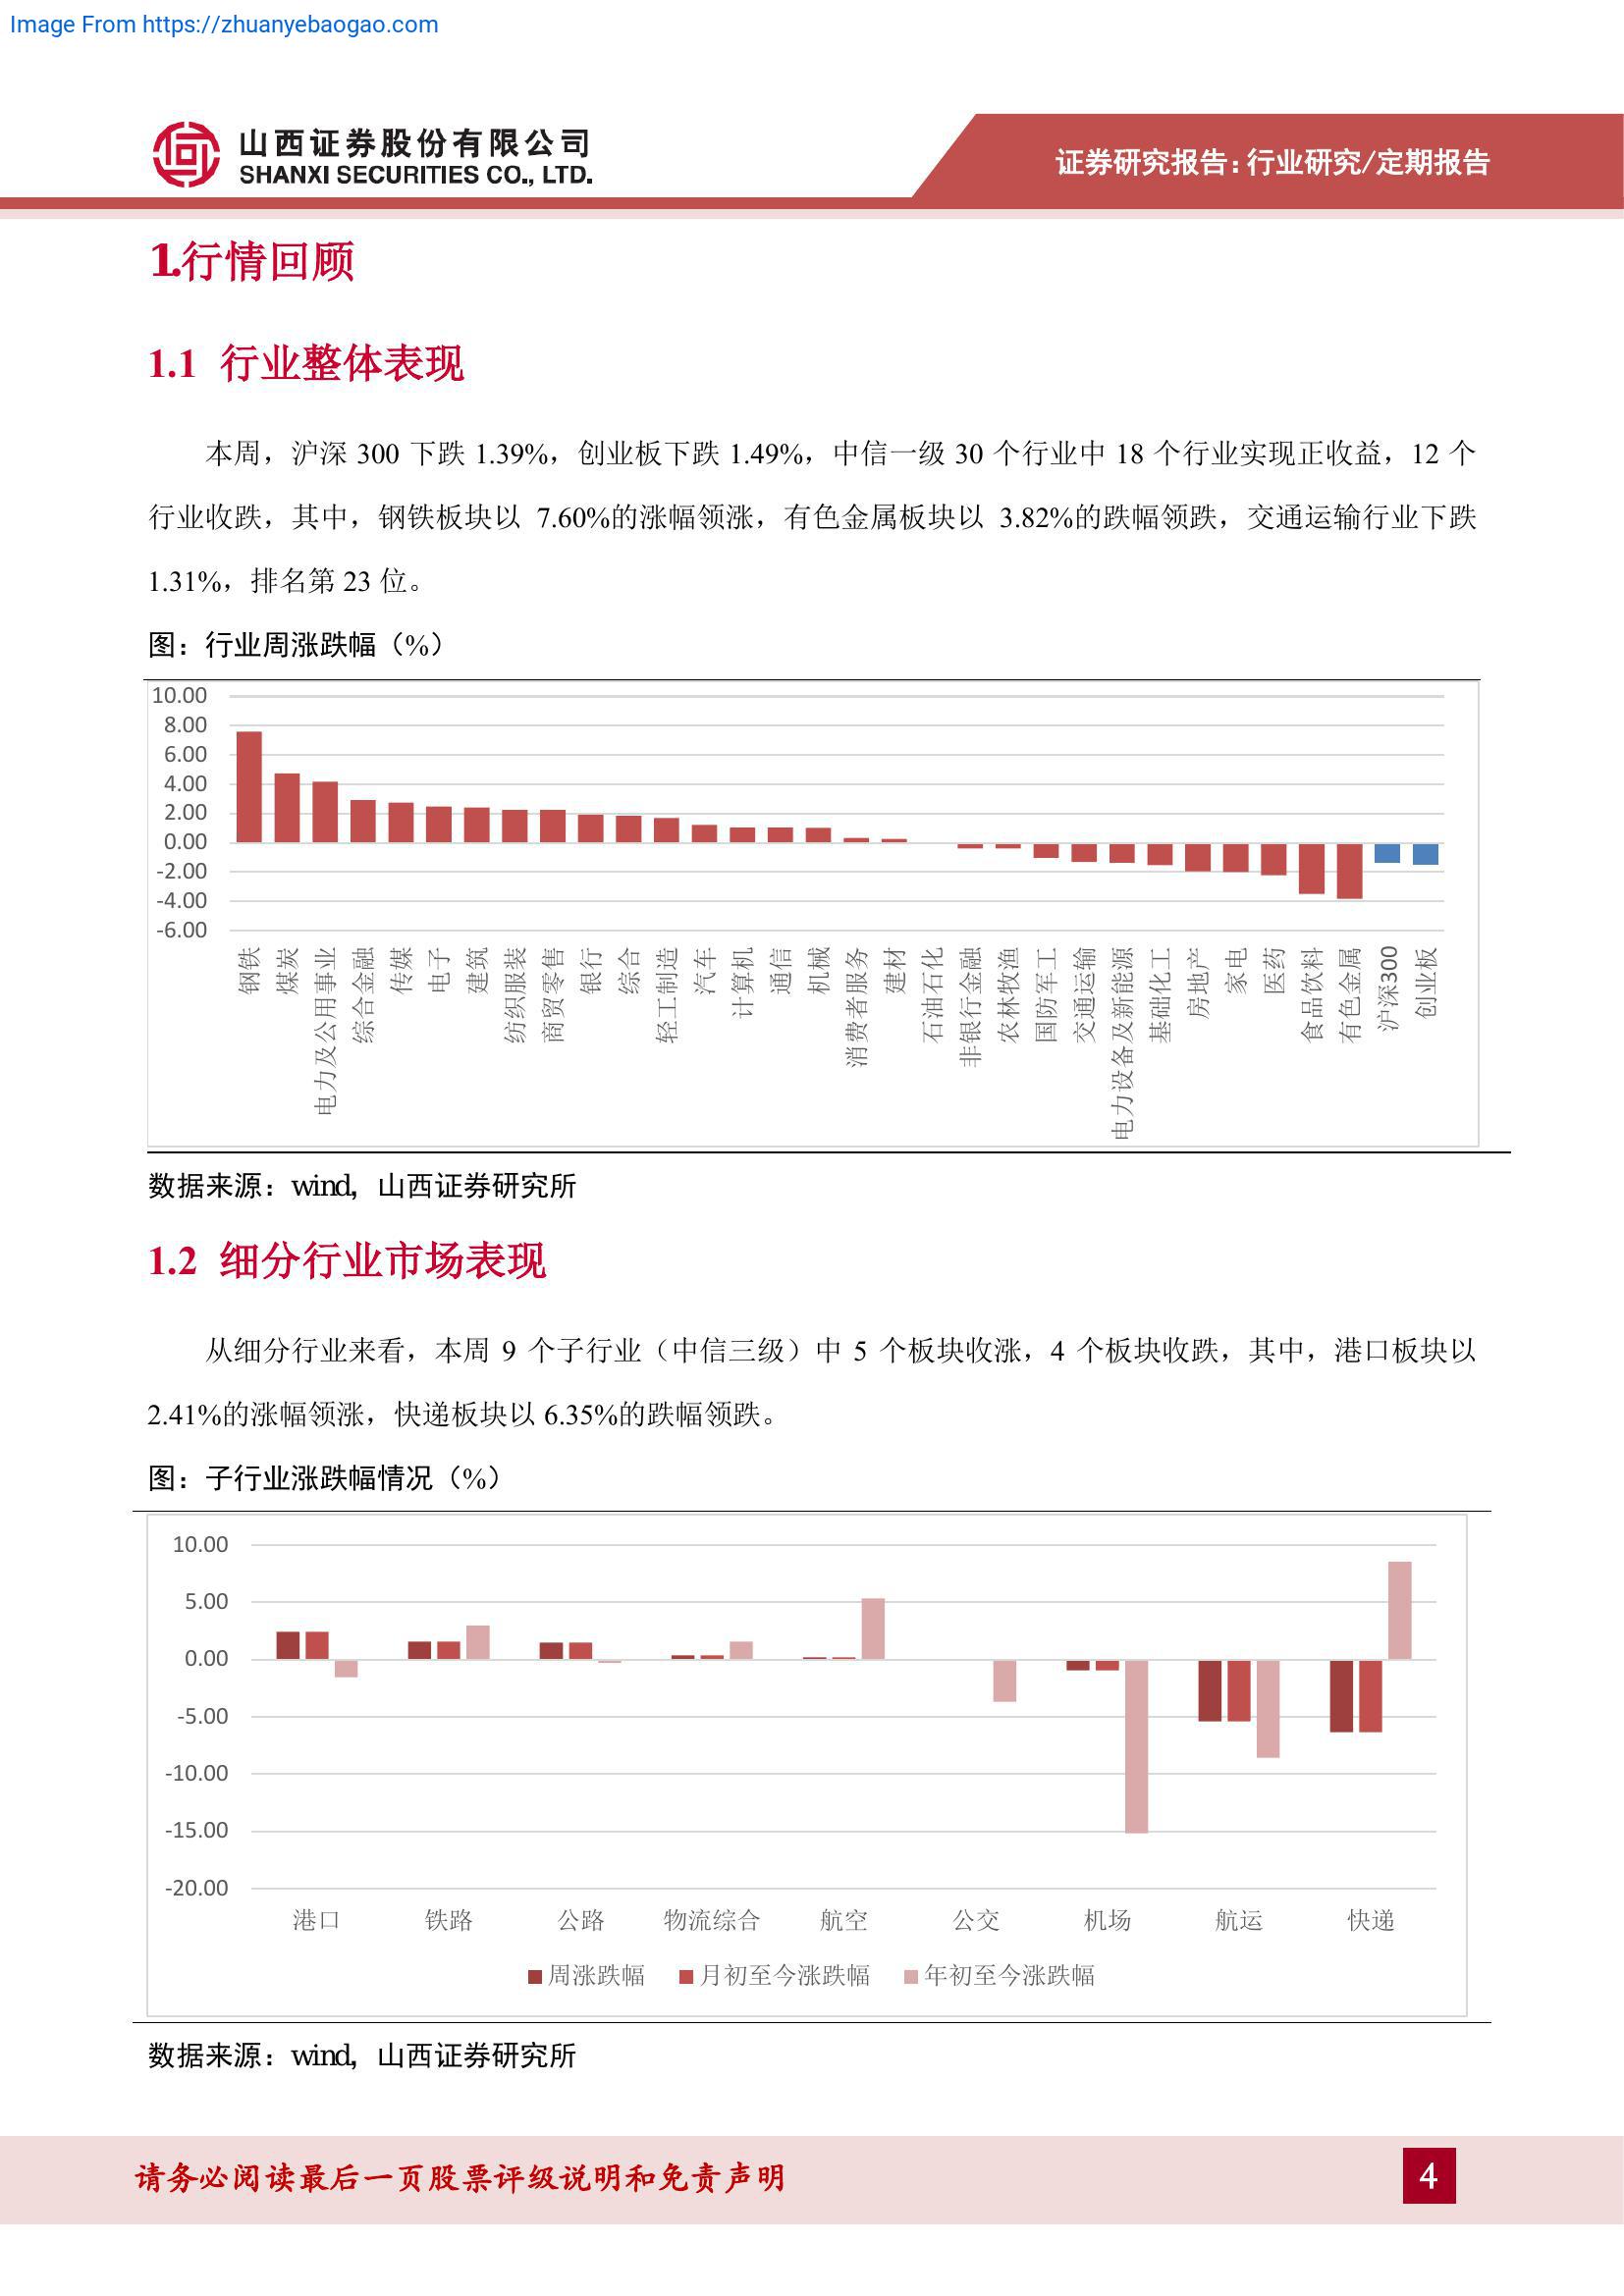 Image From https://zhuanyebaogao.com
山西证券股份有限公司
SHANXI SECURITIES CO., LTD.
证券研究报告：行业研究/定期报告
1.行情回顾
1.1 行业整体表现
本周，沪深 300 下跌 1.39%，创业板下跌 1.49%，中信一级 30 个行业中 18 个行业实现正收益，12 个
行业收跌，其中，钢铁板块以 7.60%的涨幅领涨，有色金属板块以 3.82%的跌幅领跌，交通运输行业下跌
1.31%，排名第 23 位。
图：行业周涨跌幅（%）
10.00
8.00
6.00
4.00
2.00
0.00
-2.00
-4.00
-6.00
钢铁
煤炭
电力及公用事业
综合金融
传媒
电子
建筑
纺织服装
商贸零售
银行
综合
轻工制造
汽车
计算机
通信
机械
消费者服务
建材
石油石化
非银行金融
农林牧渔
国防军工
交通运输
电力设备及新能源
基础化工
房地产
家电
医药
食品饮料
有色金属
沪深300
创业板
数据来源：wind，山西证券研究所
1.2 细分行业市场表现
从细分行业来看，本周 9 个子行业（中信三级）中 5 个板块收涨，4 个板块收跌，其中，港口板块以
2.41%的涨幅领涨，快递板块以 6.35%的跌幅领跌。
图：子行业涨跌幅情况（%）
10.00
5.00
0.00
-5.00
-10.00
-15.00
-20.00
港口 铁路 公路 物流综合 航空 公交 机场 航运 快递
周涨跌幅 月初至今涨跌幅 年初至今涨跌幅
数据来源：wind，山西证券研究所
请务必阅读最后一页股票评级说明和免责声明
4